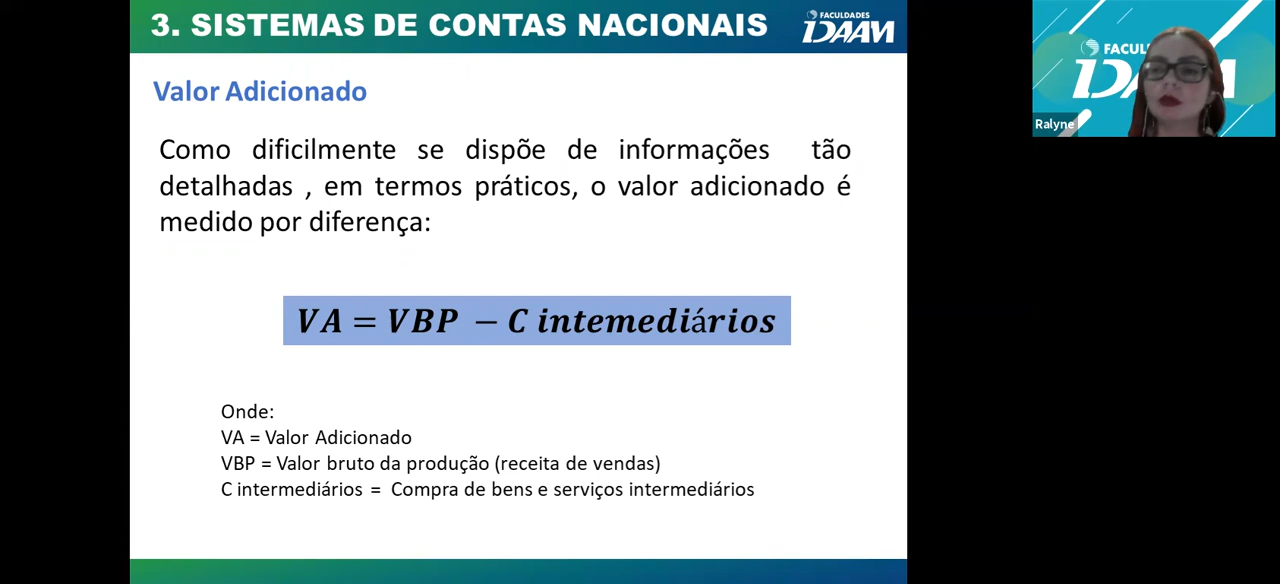 3. SISTEMAS DE CONTAS NACIONAIS
FACULDADES
IDAAM
Valor Adicionado
Como dificilmente se dispõe de informações tão
detalhadas , em termos práticos, o valor adicionado é
medido por diferença:
VA = VBP − C intemediários
Onde:
VA = Valor Adicionado
VBP = Valor bruto da produção (receita de vendas)
C intermediários = Compra de bens e serviços intermediários
Ralyne